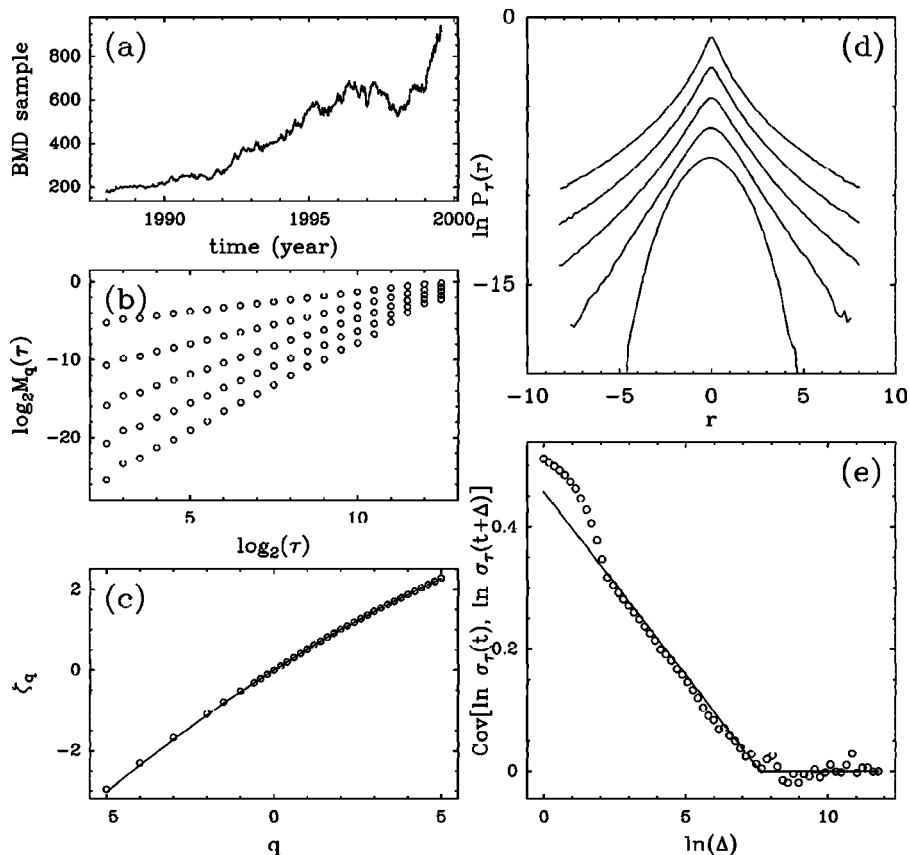 (a)
BMD sample
800
600
400
200
1990
1995
2000
time (year)
(b)
log₂M_q(τ)
0
−10
−20
5
10
log₂(τ)
(c)
ζ_q
2
0
−2
5
0
5
q
(d)
ln P_τ(r)
0
−10
−15
−10
−5
0
5
10
r
(e)
Cov[ln σ_τ(t), ln σ_τ(t+Δ)]
0.4
0.2
0
0
5
10
ln(Δ)